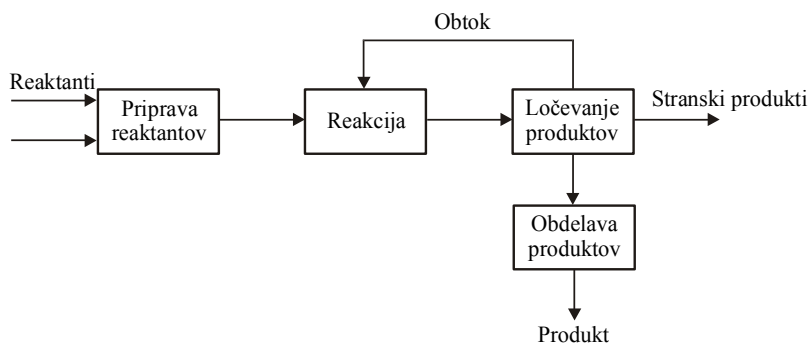 Obtok
Reaktanti
Priprava
reaktantov
Reakcija
Ločevanje
produktov
Stranski produkti
Obdelava
produktov
Produkt